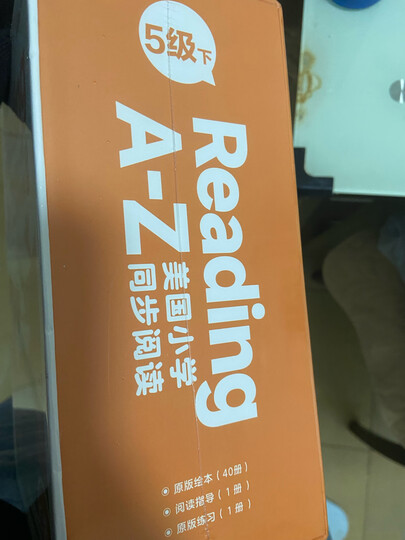 5级下
Reading
A-Z
美国小学
同步阅读
原版绘本（40册）
阅读指导（1册）
原版练习（1册）